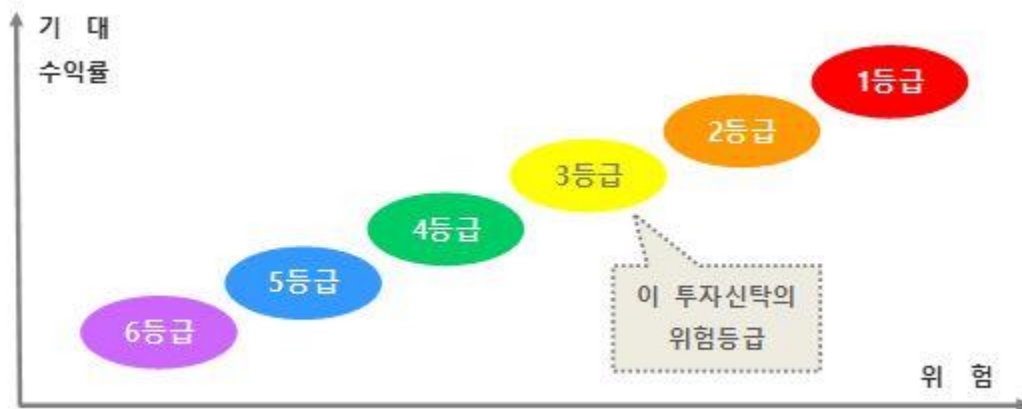 기 대
수익률
1등급
2등급
3등급
4등급
5등급
6등급
이 투자신탁의
위험등급
위 험